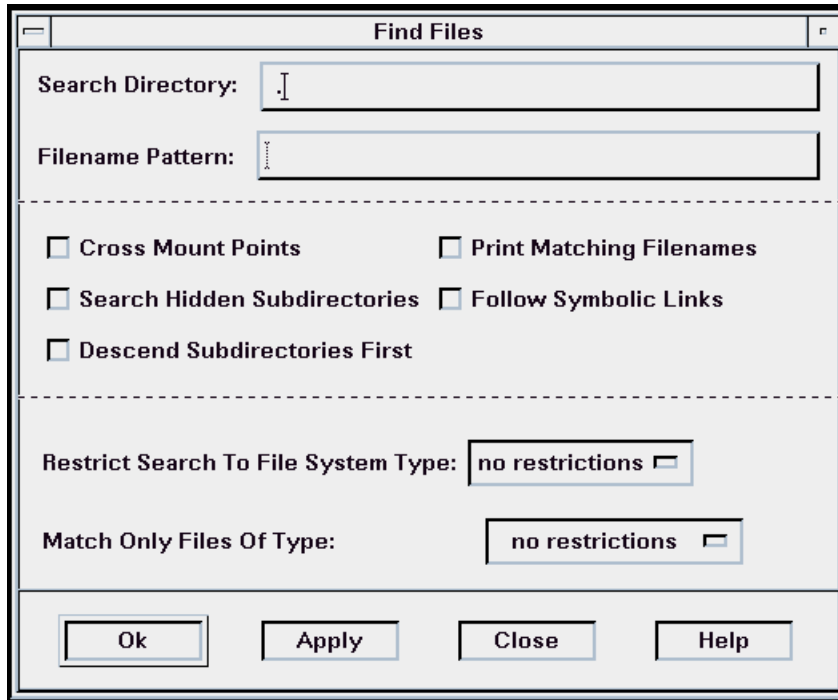 Find Files
Search Directory: .
Filename Pattern:
Cross Mount Points Print Matching Filenames
Search Hidden Subdirectories Follow Symbolic Links
Descend Subdirectories First
Restrict Search To File System Type: no restrictions
Match Only Files Of Type: no restrictions
Ok Apply Close Help